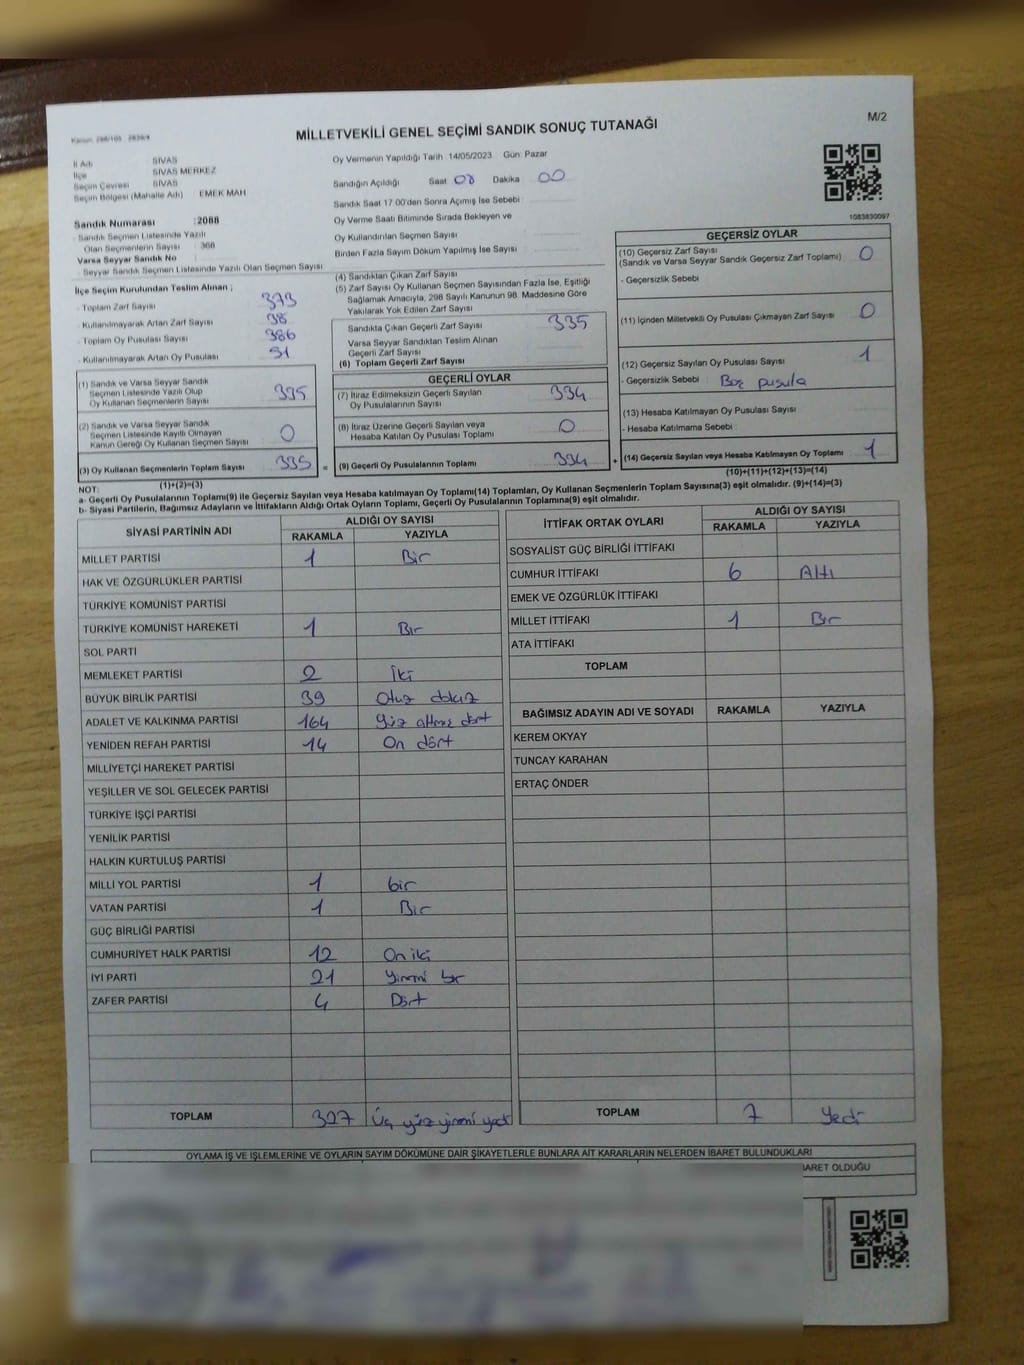 Kanun: 298/105 2839/4
M/2
MİLLETVEKİLİ GENEL SEÇİMİ SANDIK SONUÇ TUTANAĞI
İl Adı SİVAS
İlçe SİVAS MERKEZ
Seçim Çevresi SİVAS
Seçim Bölgesi (Mahalle Adı) EMEK MAH
Sandık Numarası : 2088
- Sandık Seçmen Listesinde Yazılı
Olan Seçmenlerin Sayısı : 366
Varsa Seyyar Sandık No
- Seyyar Sandık Seçmen Listesinde Yazılı Olan Seçmen Sayısı
İlçe Seçim Kurulundan Teslim Alınan ;
- Toplam Zarf Sayısı 373
- Kullanılmayarak Artan Zarf Sayısı 38
- Toplam Oy Pusulası Sayısı 386
- Kullanılmayarak Artan Oy Pusulası 51
(1) Sandık ve Varsa Seyyar Sandık
Seçmen Listesinde Yazılı Olup
Oy Kullanan Seçmenlerin Sayısı 335
(2) Sandık ve Varsa Seyyar Sandık
Seçmen Listesinde Kayıtlı Olmayan
Kanun Gereği Oy Kullanan Seçmen Sayısı 0
(3) Oy Kullanan Seçmenlerin Toplam Sayısı 335 =
(1)+(2)=(3)
Oy Vermenin Yapıldığı Tarih 14/05/2023 Gün: Pazar
Sandığın Açıldığı Saat 08 Dakika 00
Sandık Saat 17:00'den Sonra Açımış İse Sebebi
Oy Verme Saati Bitiminde Sırada Bekleyen ve
Oy Kullandırılan Seçmen Sayısı
Birden Fazla Sayım Döküm Yapılmış İse Sayısı
(4) Sandıktan Çıkan Zarf Sayısı
(5) Zarf Sayısı Oy Kullanan Seçmen Sayısından Fazla İse, Eşitliği
Sağlamak Amacıyla, 298 Sayılı Kanunun 98. Maddesine Göre
Yakılarak Yok Edilen Zarf Sayısı
Sandıkta Çıkan Geçerli Zarf Sayısı 335
Varsa Seyyar Sandıktan Teslim Alınan
Geçerli Zarf Sayısı
(6) Toplam Geçerli Zarf Sayısı
GEÇERLİ OYLAR
(7) İtiraz Edilmeksizin Geçerli Sayılan
Oy Pusulalarının Sayısı 334
(8) İtiraz Üzerine Geçerli Sayılan veya
Hesaba Katılan Oy Pusulası Toplamı 0
(9) Geçerli Oy Pusulalarının Toplamı 334 +
1083830097
GEÇERSİZ OYLAR
(10) Geçersiz Zarf Sayısı 0
(Sandık ve Varsa Seyyar Sandık Geçersiz Zarf Toplamı)
- Geçersizlik Sebebi
(11) İçinden Milletvekili Oy Pusulası Çıkmayan Zarf Sayısı 0
(12) Geçersiz Sayılan Oy Pusulası Sayısı 1
- Geçersizlik Sebebi : Boş pusula
(13) Hesaba Katılmayan Oy Pusulası Sayısı
- Hesaba Katılmama Sebebi :
(14) Geçersiz Sayılan veya Hesaba Katılmayan Oy Toplamı 1
(10)+(11)+(12)+(13)=(14)
NOT:
a- Geçerli Oy Pusulalarının Toplamı(9) ile Geçersiz Sayılan veya Hesaba katılmayan Oy Toplamı(14) Toplamları, Oy Kullanan Seçmenlerin Toplam Sayısına(3) eşit olmalıdır. (9)+(14)=(3)
b- Siyasi Partilerin, Bağımsız Adayların ve İttifakların Aldığı Ortak Oyların Toplamı, Geçerli Oy Pusulalarının Toplamına(9) eşit olmalıdır.
SİYASİ PARTİNİN ADI ALDIĞI OY SAYISI
RAKAMLA YAZIYLA
MİLLET PARTİSİ 1 Bir
HAK VE ÖZGÜRLÜKLER PARTİSİ
TÜRKİYE KOMÜNİST PARTİSİ
TÜRKİYE KOMÜNİST HAREKETİ 1 Bir
SOL PARTİ
MEMLEKET PARTİSİ 2 İki
BÜYÜK BİRLİK PARTİSİ 39 Otuz dokuz
ADALET VE KALKINMA PARTİSİ 164 Yüz altmış dört
YENİDEN REFAH PARTİSİ 14 On dört
MİLLİYETÇİ HAREKET PARTİSİ
YEŞİLLER VE SOL GELECEK PARTİSİ
TÜRKİYE İŞÇİ PARTİSİ
YENİLİK PARTİSİ
HALKIN KURTULUŞ PARTİSİ
MİLLİ YOL PARTİSİ 1 bir
VATAN PARTİSİ 1 Bir
GÜÇ BİRLİĞİ PARTİSİ
CUMHURİYET HALK PARTİSİ 12 On iki
İYİ PARTİ 21 Yirmi bir
ZAFER PARTİSİ 4 Dört
TOPLAM 327 Üç yüz yirmi yedi
İTTİFAK ORTAK OYLARI ALDIĞI OY SAYISI
RAKAMLA YAZIYLA
SOSYALİST GÜÇ BİRLİĞİ İTTİFAKI
CUMHUR İTTİFAKI 6 Altı
EMEK VE ÖZGÜRLÜK İTTİFAKI
MİLLET İTTİFAKI 1 Bir
ATA İTTİFAKI
TOPLAM
BAĞIMSIZ ADAYIN ADI VE SOYADI RAKAMLA YAZIYLA
KEREM OKYAY
TUNCAY KARAHAN
ERTAÇ ÖNDER
TOPLAM 7 Yedi
OYLAMA İŞ VE İŞLEMLERİNE VE OYLARIN SAYIM DÖKÜMÜNE DAİR ŞİKAYETLERLE BUNLARA AİT KARARLARIN NELERDEN İBARET BULUNDUKLARI
BARET OLDUĞU